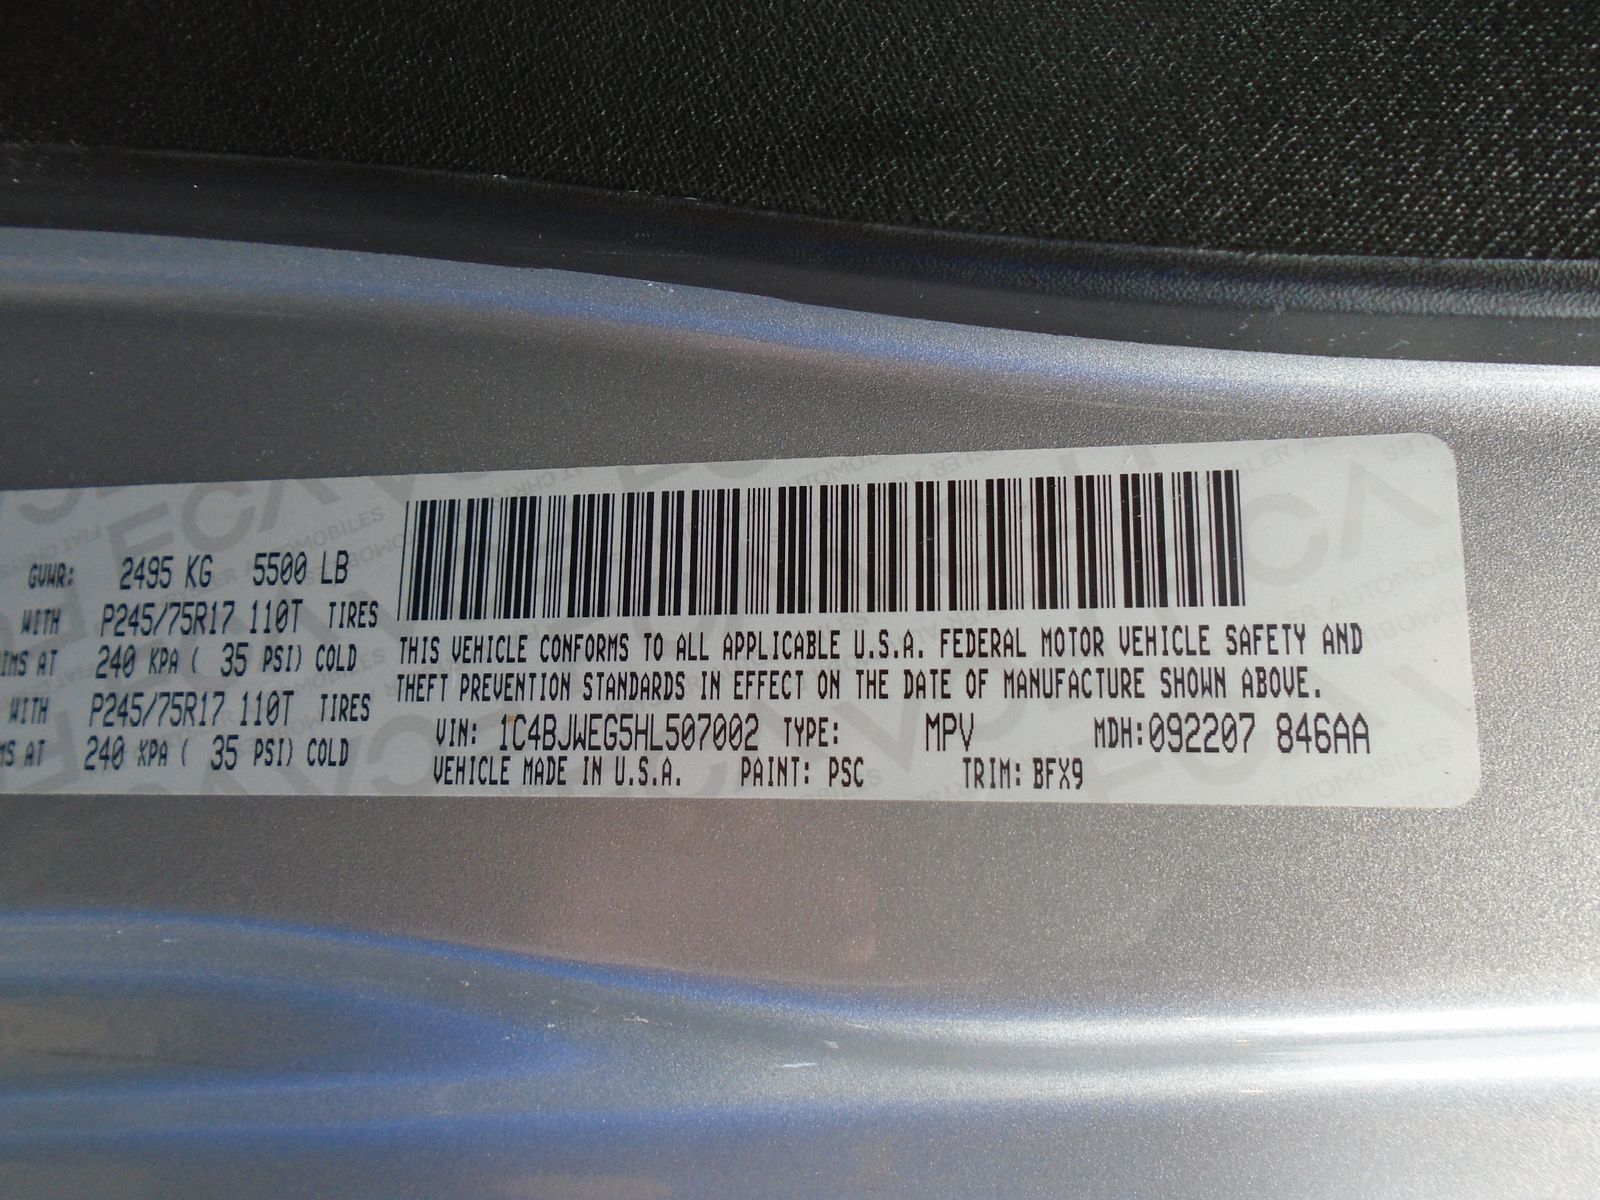 GVWR: 2495 KG 5500 LB
WITH P245/75R17 110T TIRES
AT 240 KPA ( 35 PSI) COLD
WITH P245/75R17 110T TIRES
AT 240 KPA ( 35 PSI) COLD
THIS VEHICLE CONFORMS TO ALL APPLICABLE U.S.A. FEDERAL MOTOR VEHICLE SAFETY AND
THEFT PREVENTION STANDARDS IN EFFECT ON THE DATE OF MANUFACTURE SHOWN ABOVE.
VIN: 1C4BJWEG5HL507002 TYPE: MPV MDH:092207 846AA
VEHICLE MADE IN U.S.A. PAINT: PSC TRIM: BFX9